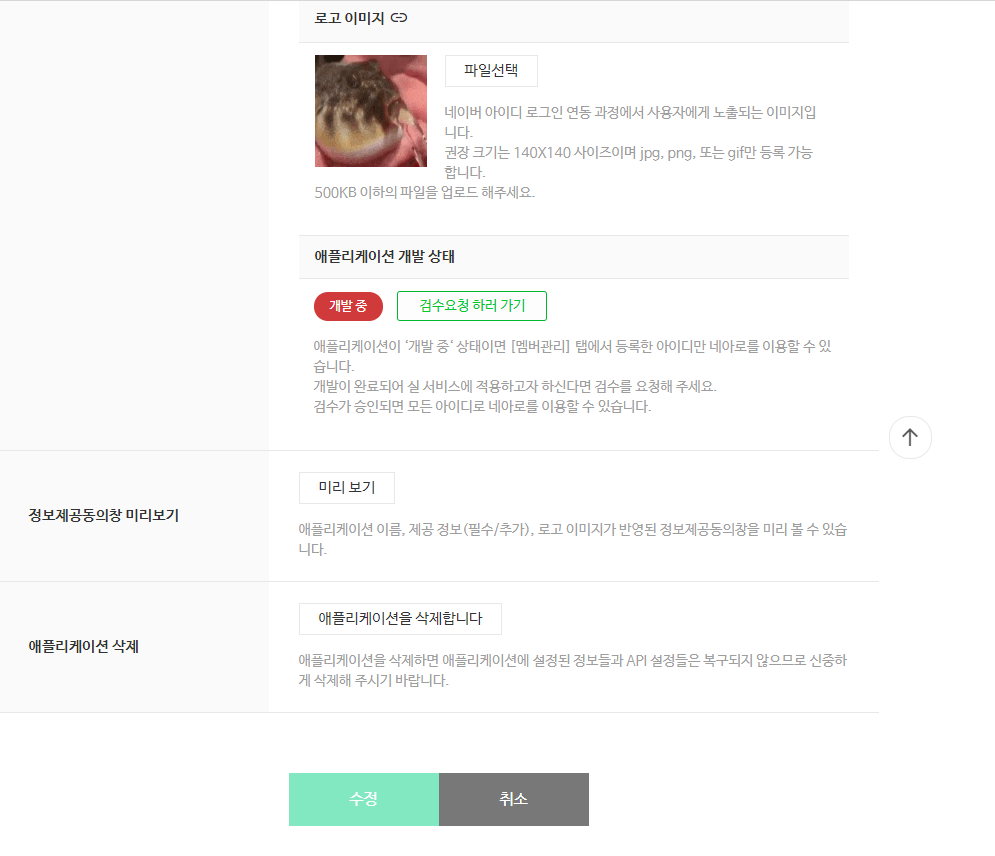 로고 이미지
파일선택
네이버 아이디 로그인 연동 과정에서 사용자에게 노출되는 이미지입
니다.
권장 크기는 140X140 사이즈이며 jpg, png, 또는 gif만 등록 가능
합니다.
500KB 이하의 파일을 업로드 해주세요.
애플리케이션 개발 상태
개발 중
검수요청 하러 가기
애플리케이션이 ‘개발 중‘ 상태이면 [멤버관리] 탭에서 등록한 아이디만 네아로를 이용할 수 있
습니다.
개발이 완료되어 실 서비스에 적용하고자 하신다면 검수를 요청해 주세요.
검수가 승인되면 모든 아이디로 네아로를 이용할 수 있습니다.
정보제공동의창 미리보기
미리 보기
애플리케이션 이름, 제공 정보(필수/추가), 로고 이미지가 반영된 정보제공동의창을 미리 볼 수 있습
니다.
애플리케이션 삭제
애플리케이션을 삭제합니다
애플리케이션을 삭제하면 애플리케이션에 설정된 정보들과 API 설정들은 복구되지 않으므로 신중하
게 삭제해 주시기 바랍니다.
수정
취소